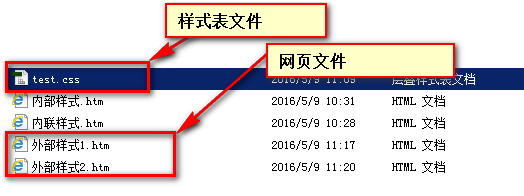 样式表文件
网页文件
test.css 2016/5/9 11:09 层叠样式表文档
内部样式.htm 2016/5/9 10:31 HTML 文档
内联样式.htm 2016/5/9 10:28 HTML 文档
外部样式1.htm 2016/5/9 11:17 HTML 文档
外部样式2.htm 2016/5/9 11:20 HTML 文档